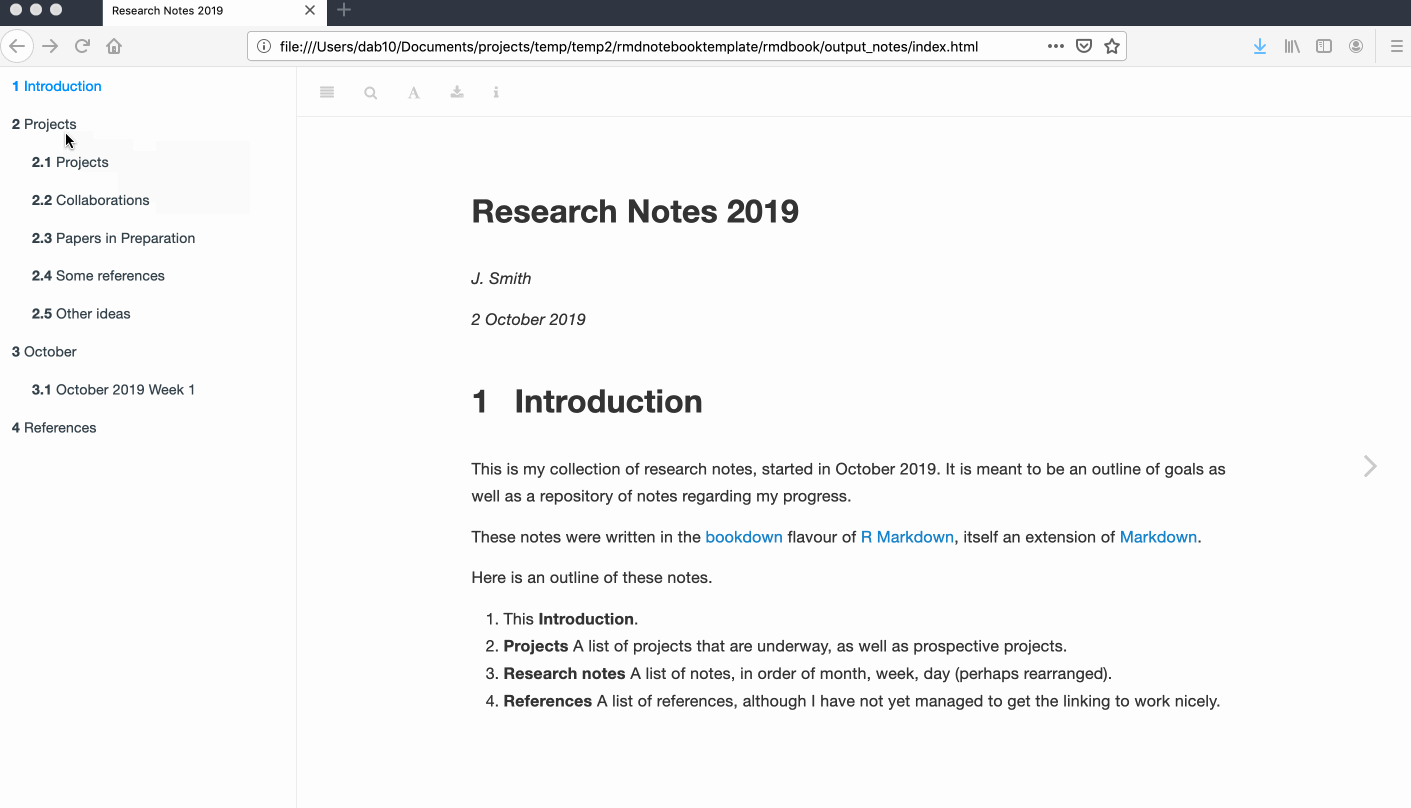 Research Notes 2019
file:///Users/dab10/Documents/projects/temp/temp2/rmdnotebooktemplate/rmdbook/output_notes/index.html
1 Introduction
2 Projects
2.1 Projects
2.2 Collaborations
2.3 Papers in Preparation
2.4 Some references
2.5 Other ideas
3 October
3.1 October 2019 Week 1
4 References
A
i
Research Notes 2019
J. Smith
2 October 2019
1 Introduction
This is my collection of research notes, started in October 2019. It is meant to be an outline of goals as
well as a repository of notes regarding my progress.
These notes were written in the bookdown flavour of R Markdown, itself an extension of Markdown.
Here is an outline of these notes.
1. This Introduction.
2. Projects A list of projects that are underway, as well as prospective projects.
3. Research notes A list of notes, in order of month, week, day (perhaps rearranged).
4. References A list of references, although I have not yet managed to get the linking to work nicely.